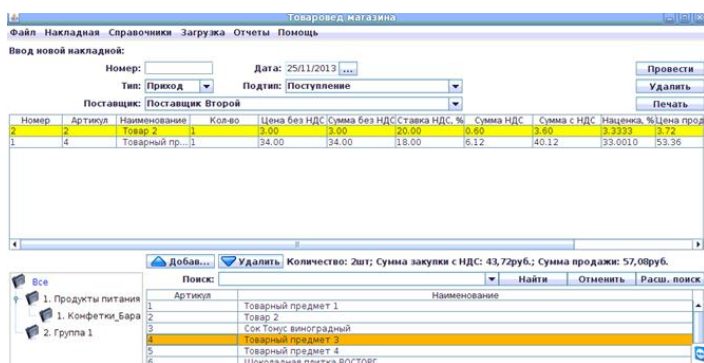 Товаровед магазина
Файл Накладная Справочники Загрузка Отчеты Помощь
Ввод новой накладной:
Номер: Дата: 25/11/2013 ... Провести
Тип: Приход Подтип: Поступление Удалить
Поставщик: Поставщик Второй Печать
Номер Артикул Наименование Кол-во Цена без НДС Сумма без НДС Ставка НДС, % Сумма НДС Сумма с НДС Наценка, % Цена прод
2 2 Товар 2 1 3.00 3.00 20.00 0.60 3.60 3.3333 3.72
1 4 Товарный пр... 1 34.00 34.00 18.00 6.12 40.12 33.0010 53.36
Добав... Удалить Количество: 2шт; Сумма закупки с НДС: 43,72руб.; Сумма продажи: 57,08руб.
Все Поиск: Найти Отменить Расш. поиск
1. Продукты питания Артикул Наименование
1 Товарный предмет 1
1. Конфетки_Бара 2 Товар 2
2. Группа 1 3 Сок Тонус виноградный
4 Товарный предмет 3
5 Товарный предмет 4
6 Шоколадная плитка ВОСТОРГ